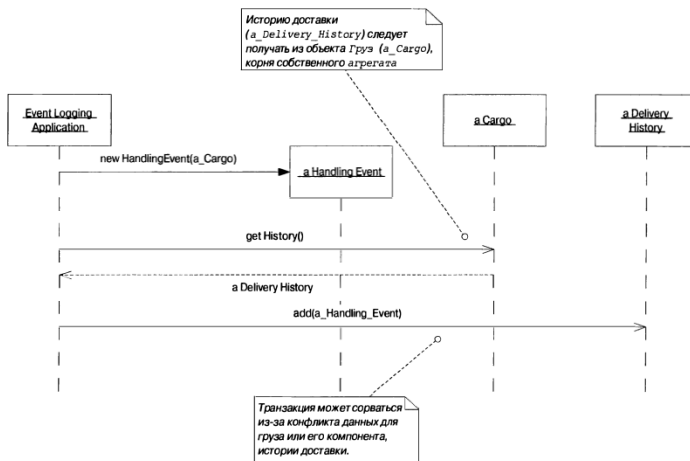 Историю доставки
(a_Delivery_History) следует
получать из объекта Груз (a_Cargo),
корня собственного агрегата
Event Logging
Application
a Cargo
a Delivery
History
new HandlingEvent(a_Cargo)
a Handling Event
get History()
a Delivery History
add(a_Handling_Event)
Транзакция может сорваться
из-за конфликта данных для
груза или его компонента,
истории доставки.